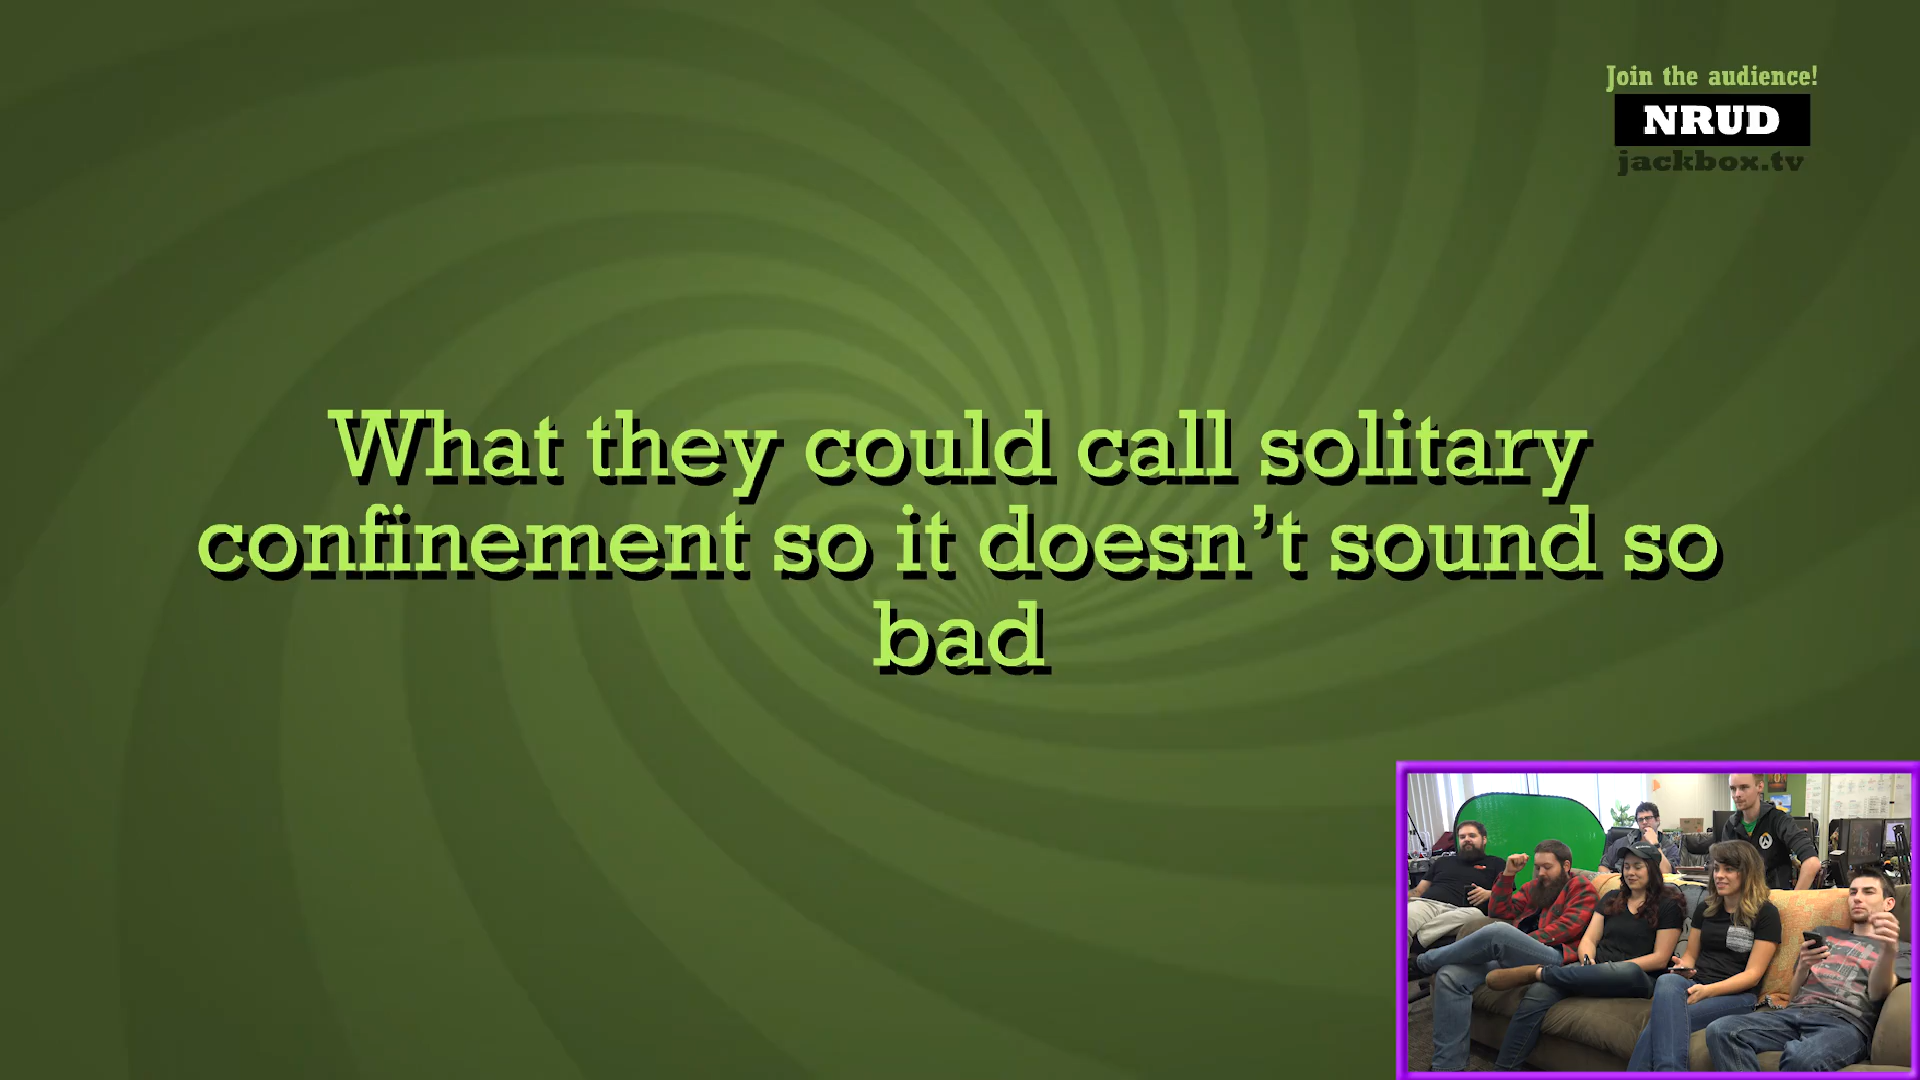 Join the audience!
NRUD
jackbox.tv
What they could call solitary
confinement so it doesn’t sound so
bad